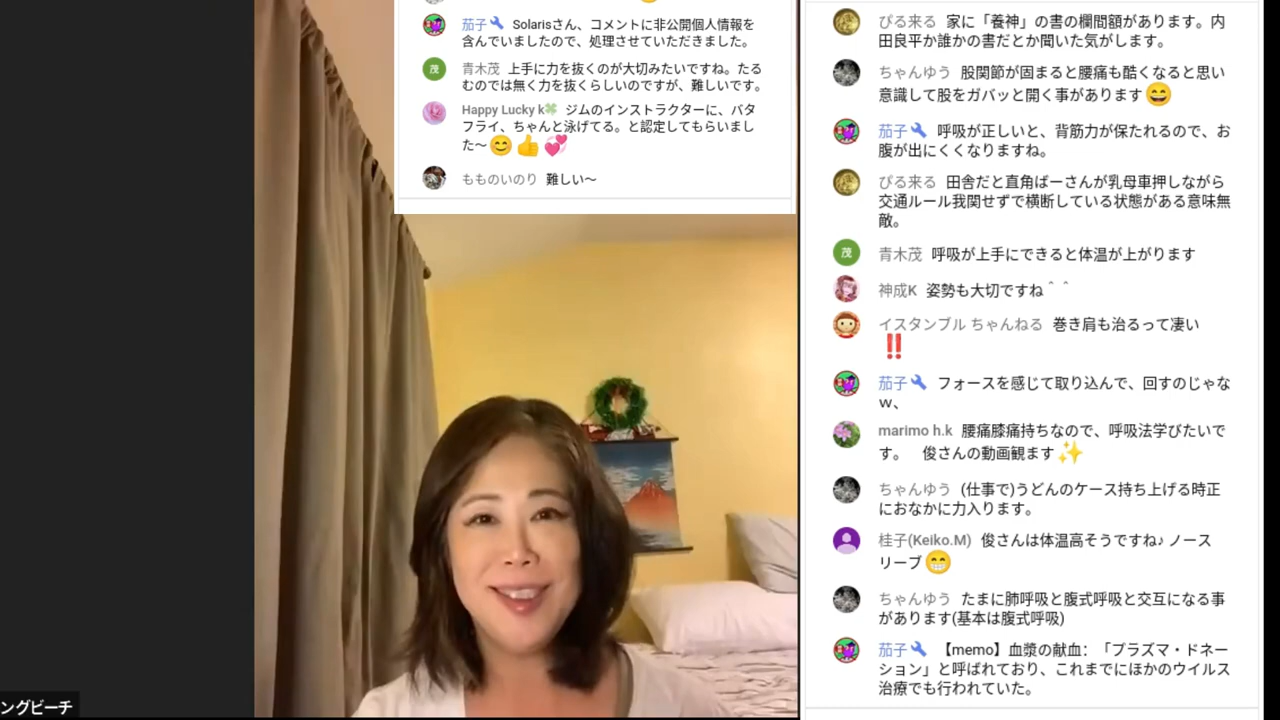 茄子 Solarisさん、コメントに非公開個人情報を
含んでいましたので、処理させていただきました。
茂 青木茂 上手に力を抜くのが大切みたいですね。たる
むのでは無く力を抜くらしいのですが、難しいです。
Happy Lucky k🍀 ジムのインストラクターに、バタ
フライ、ちゃんと泳げてる。と認定してもらいまし
た〜😊👍💞
もものいのり 難しい〜
ングビーチ
ぴる来る 家に「養神」の書の欄間額があります。内
田良平か誰かの書だとか聞いた気がします。
ちゃんゆう 股関節が固まると腰痛も酷くなると思い
意識して股をガバッと開く事があります😄
茄子 呼吸が正しいと、背筋力が保たれるので、お
腹が出にくくなりますね。
ぴる来る 田舎だと直角ばーさんが乳母車押しながら
交通ルール我関せずで横断している状態がある意味無
敵。
茂 青木茂 呼吸が上手にできると体温が上がります
神成K 姿勢も大切ですね＾＾
イスタンブル ちゃんねる 巻き肩も治るって凄い
‼️
茄子 フォースを感じて取り込んで、回すのじゃな
w、
marimo h.k 腰痛膝痛持ちなので、呼吸法学びたいで
す。 俊さんの動画観ます✨
ちゃんゆう (仕事で)うどんのケース持ち上げる時正
におなかに力入ります。
桂子(Keiko.M) 俊さんは体温高そうですね♪ ノース
リーブ😁
ちゃんゆう たまに肺呼吸と腹式呼吸と交互になる事
があります(基本は腹式呼吸)
茄子 【memo】血漿の献血：「プラズマ・ドネー
ション」と呼ばれており、これまでにほかのウイルス
治療でも行われていた。